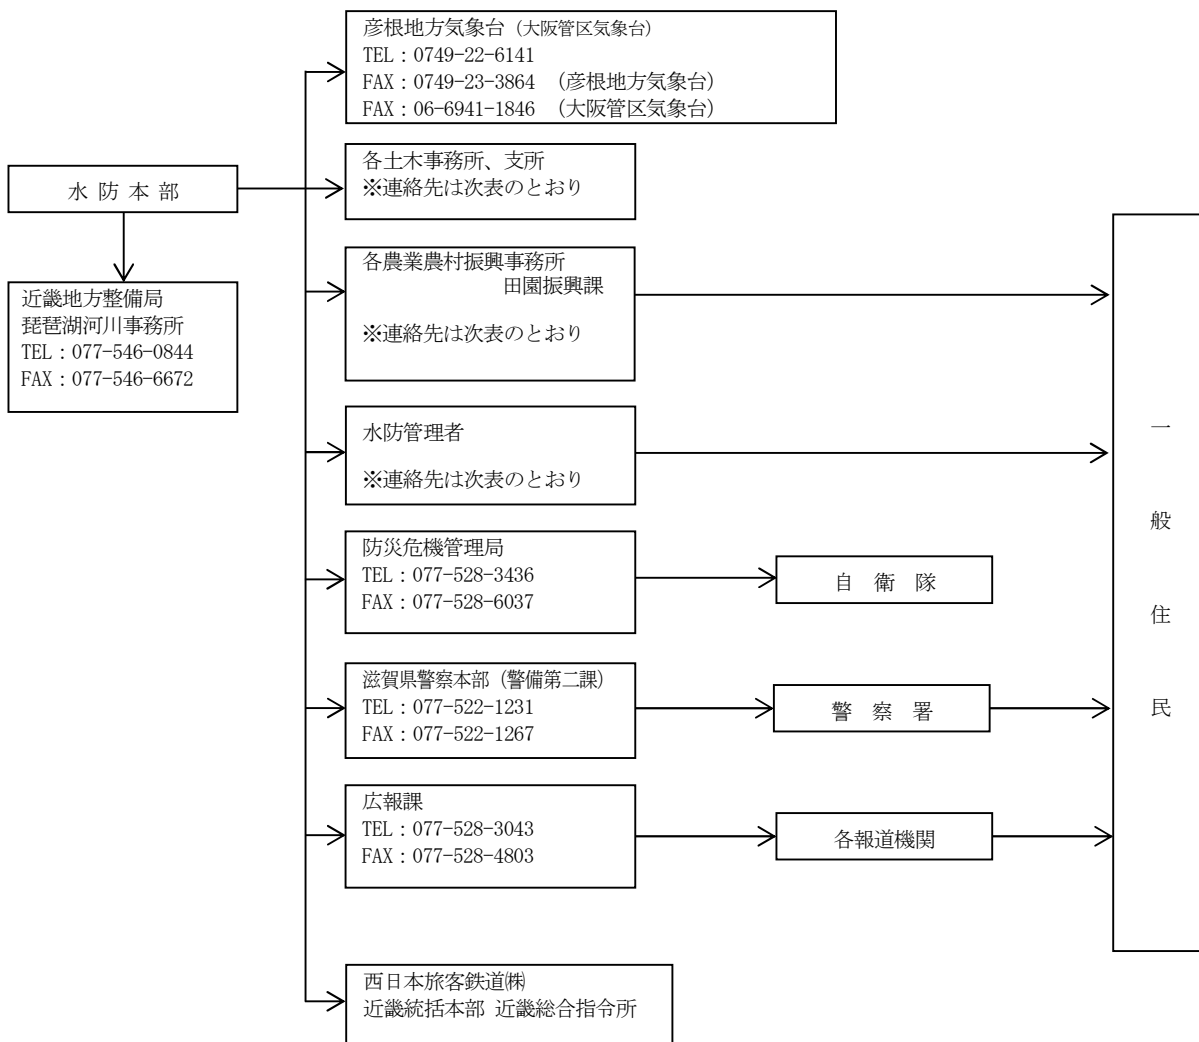 彦根地方気象台（大阪管区気象台）
TEL：0749-22-6141
FAX：0749-23-3864　（彦根地方気象台）
FAX：06-6941-1846　（大阪管区気象台）
水 防 本 部
各土木事務所、支所
※連絡先は次表のとおり
近畿地方整備局
琵琶湖河川事務所
TEL：077-546-0844
FAX：077-546-6672
各農業農村振興事務所
田園振興課
※連絡先は次表のとおり
水防管理者
※連絡先は次表のとおり
防災危機管理局
TEL：077-528-3436
FAX：077-528-6037
自　衛　隊
滋賀県警察本部（警備第二課）
TEL：077-522-1231
FAX：077-522-1267
警　察　署
広報課
TEL：077-528-3043
FAX：077-528-4803
各報道機関
一般住民
西日本旅客鉄道㈱
近畿統括本部 近畿総合指令所